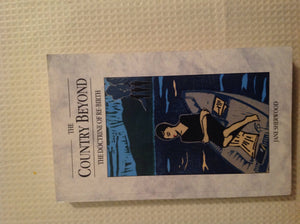 THE
COUNTRY BEYOND
THE DOCTRINE OF RE-BIRTH
JANE SHERWOOD